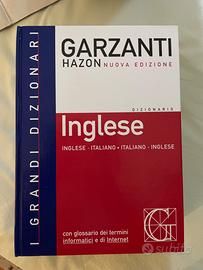 I GRANDI DIZIONARI
GARZANTI
HAZON NUOVA EDIZIONE
DIZIONARIO
Inglese
INGLESE - ITALIANO • ITALIANO - INGLESE
con glossario dei termini
informatici e di Internet
G
subito